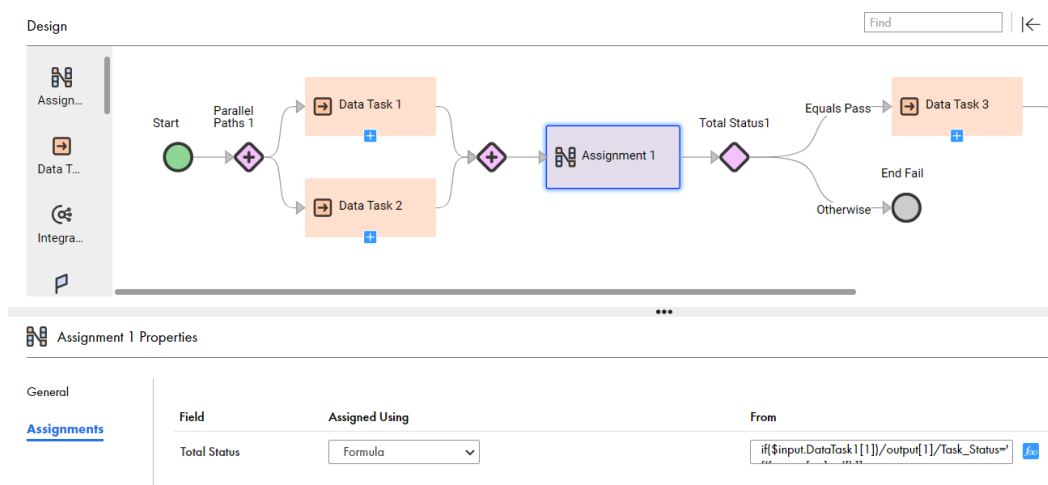 Design
Find
Assign...
Data T...
Integra...
Start
Parallel
Paths 1
Data Task 1
Data Task 2
Assignment 1
Total Status1
Equals Pass
Data Task 3
Otherwise
End Fail
Assignment 1 Properties
General
Assignments
Field
Assigned Using
From
Total Status
Formula
if($input.DataTask1[1])/output[1]/Task_Status='
f(x)